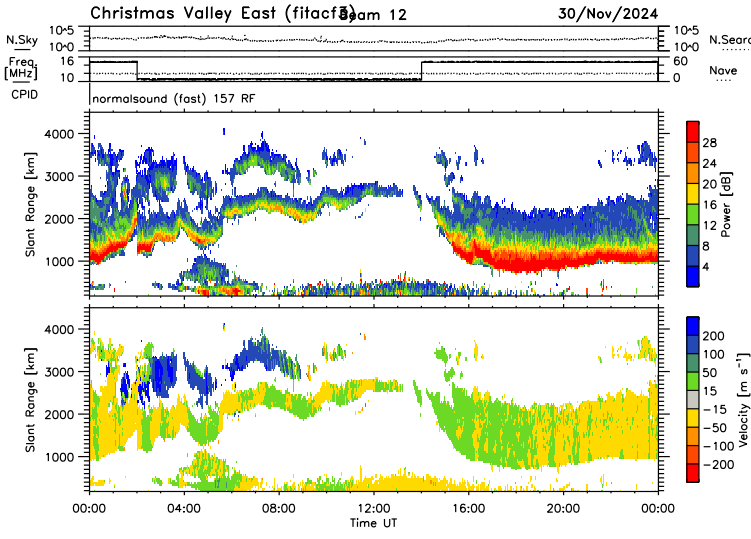 Christmas Valley East (fitacf3) Beam 12 30/Nov/2024
N.Sky 10^5 10^0 10^5 10^0 N.Sear
Freq. [MHz] 16 10 60 0 Nave
CPID normalsound (fast) 157 RF
Slant Range [km]
4000
3000
2000
1000
28
24
20
16
12
8
4
Power [dB]
Slant Range [km]
4000
3000
2000
1000
200
100
50
15
−15
−50
−100
−200
Velocity [m s⁻¹]
00:00 04:00 08:00 12:00 16:00 20:00 00:00
Time UT